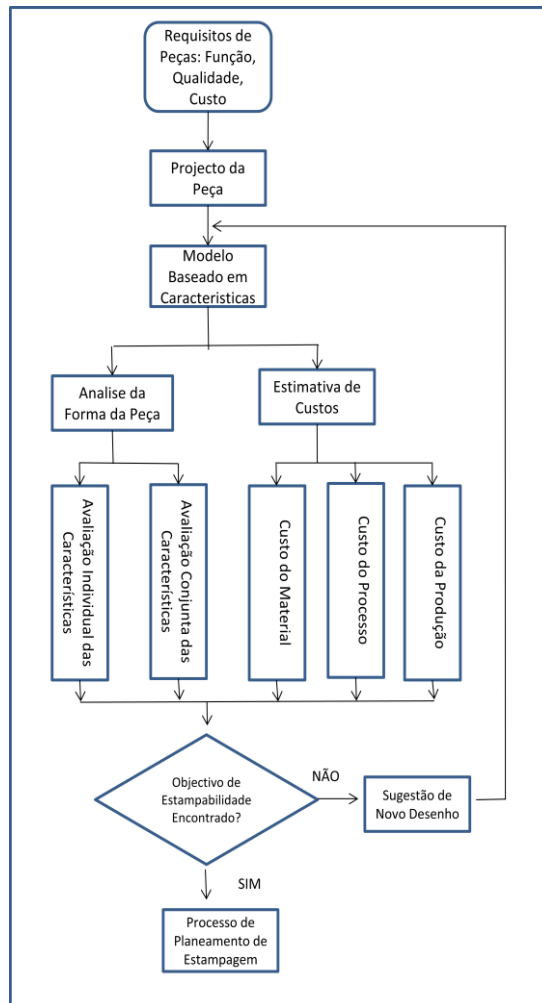 Requisitos de
Peças: Função,
Qualidade,
Custo
Projecto da
Peça
Modelo
Baseado em
Caracteristicas
Analise da
Forma da Peça
Estimativa de
Custos
Avaliação Individual das
Características
Avaliação Conjunta das
Características
Custo do Material
Custo do Processo
Custo da Produção
Objectivo de
Estampabilidade
Encontrado?
NÃO
Sugestão de
Novo Desenho
SIM
Processo de
Planeamento de
Estampagem